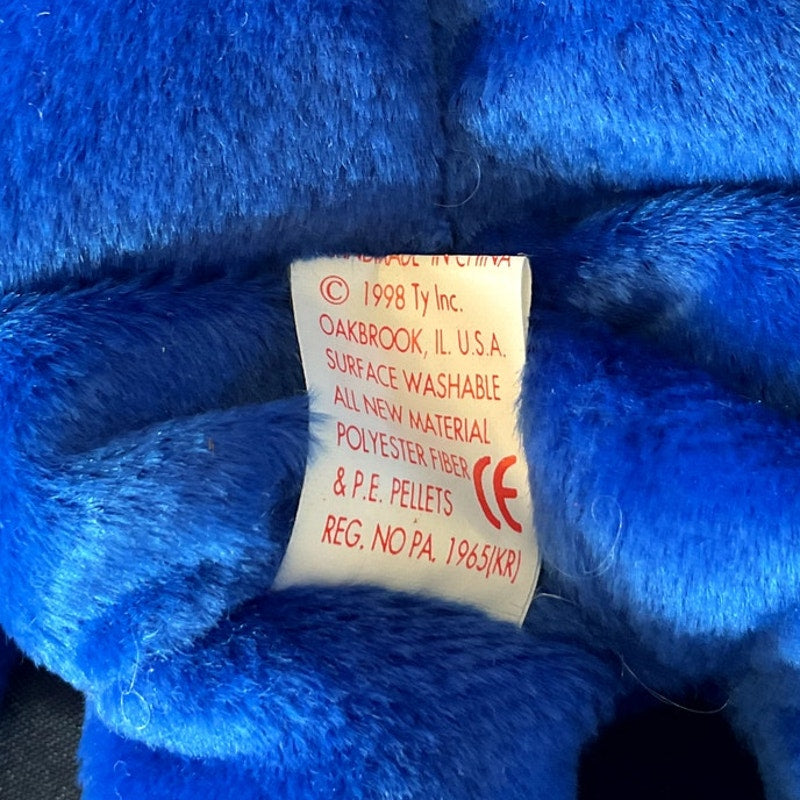 HANDMADE IN CHINA
© 1998 Ty Inc.
OAKBROOK, IL. U.S.A.
SURFACE WASHABLE
ALL NEW MATERIAL
POLYESTER FIBER
& P.E. PELLETS CE
REG. NO PA. 1965(KR)